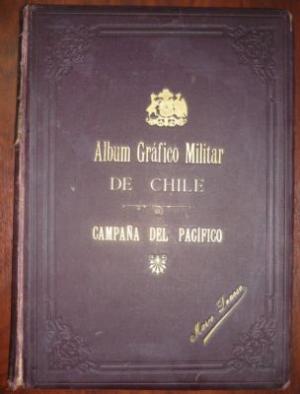 Album Gráfico Militar
DE CHILE
CAMPAÑA DEL PACÍFICO